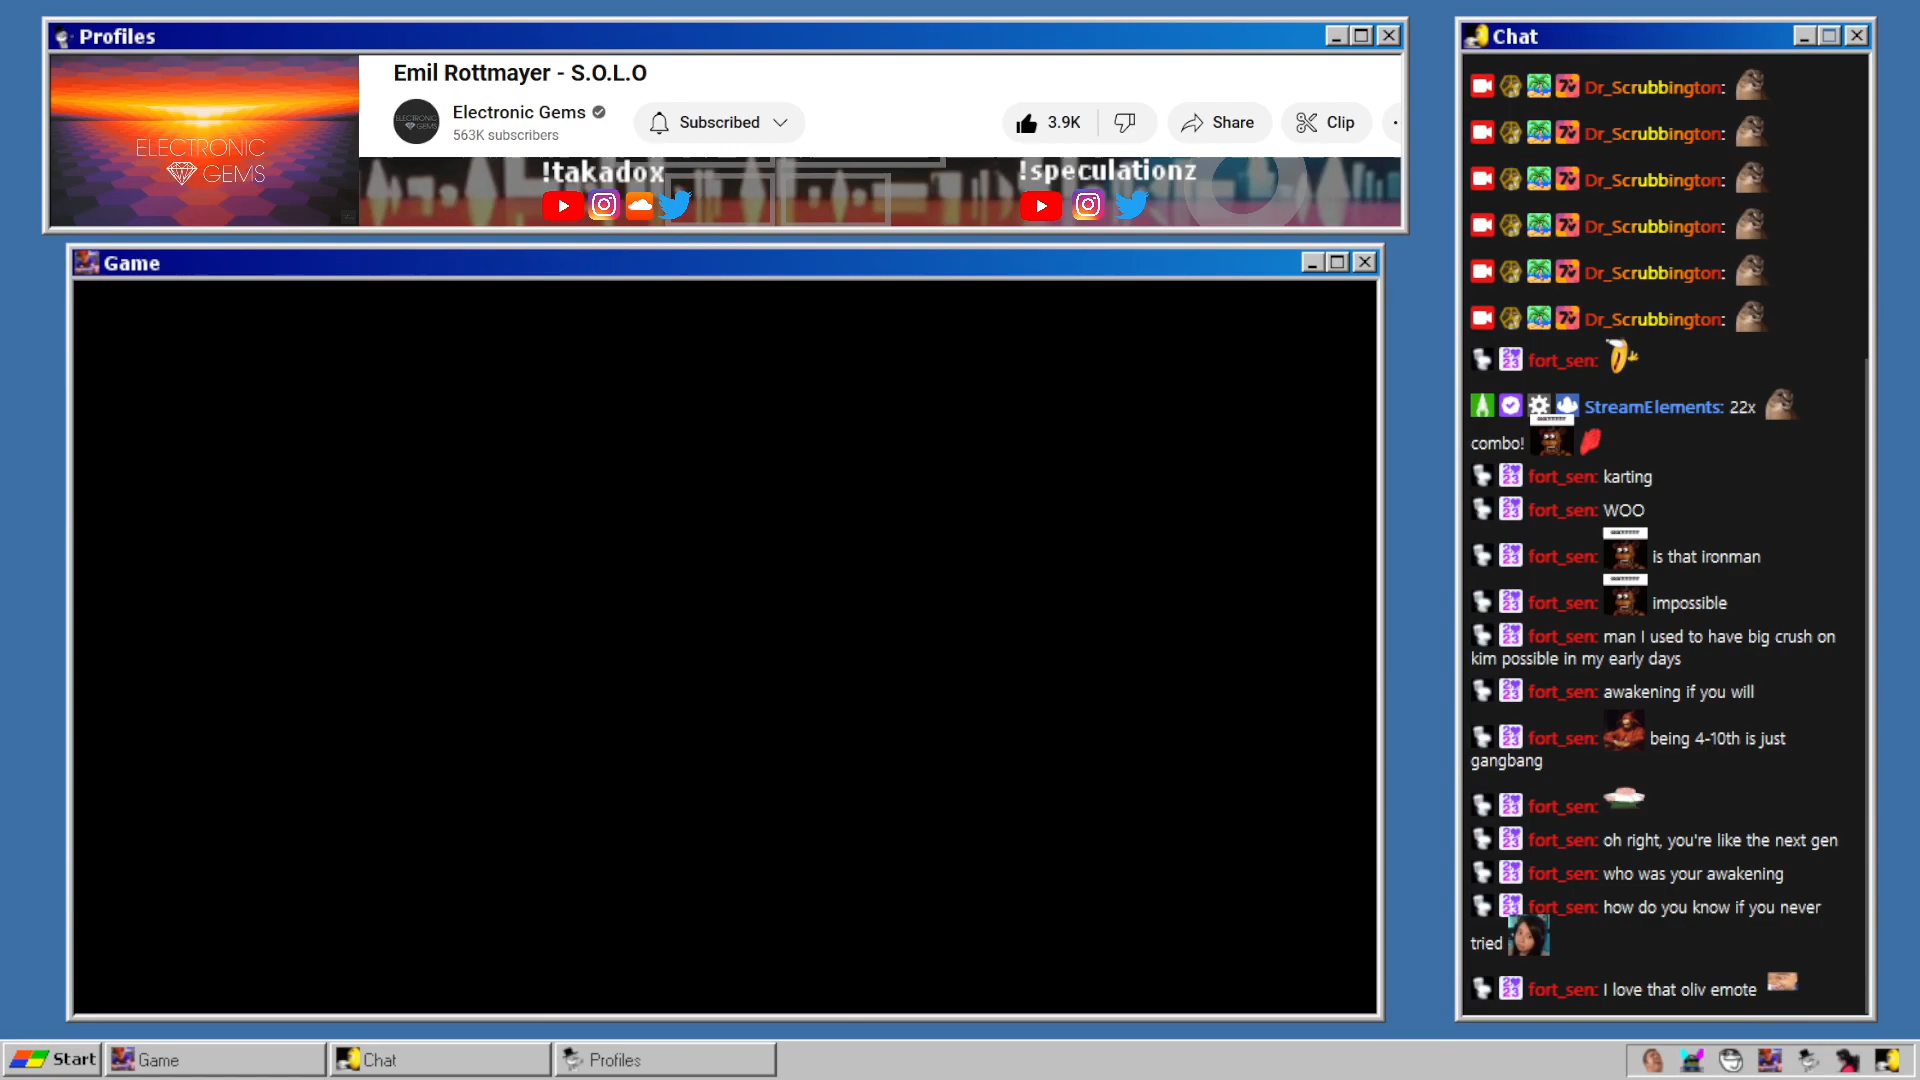 Profiles
Emil Rottmayer - S.O.L.O
ELECTRONIC GEMS
Electronic Gems
563K subscribers
Subscribed
3.9K
Share
Clip
ELECTRONIC
GEMS
!takadox
!speculationz
Game
Chat
Dr_Scrubbington:
Dr_Scrubbington:
Dr_Scrubbington:
Dr_Scrubbington:
Dr_Scrubbington:
Dr_Scrubbington:
fort_sen:
StreamElements: 22x
combo!
fort_sen: karting
fort_sen: WOO
fort_sen: is that ironman
fort_sen: impossible
fort_sen: man I used to have big crush on
kim possible in my early days
fort_sen: awakening if you will
fort_sen: being 4-10th is just
gangbang
fort_sen:
fort_sen: oh right, you're like the next gen
fort_sen: who was your awakening
fort_sen: how do you know if you never
tried
fort_sen: I love that oliv emote
Start
Game
Chat
Profiles